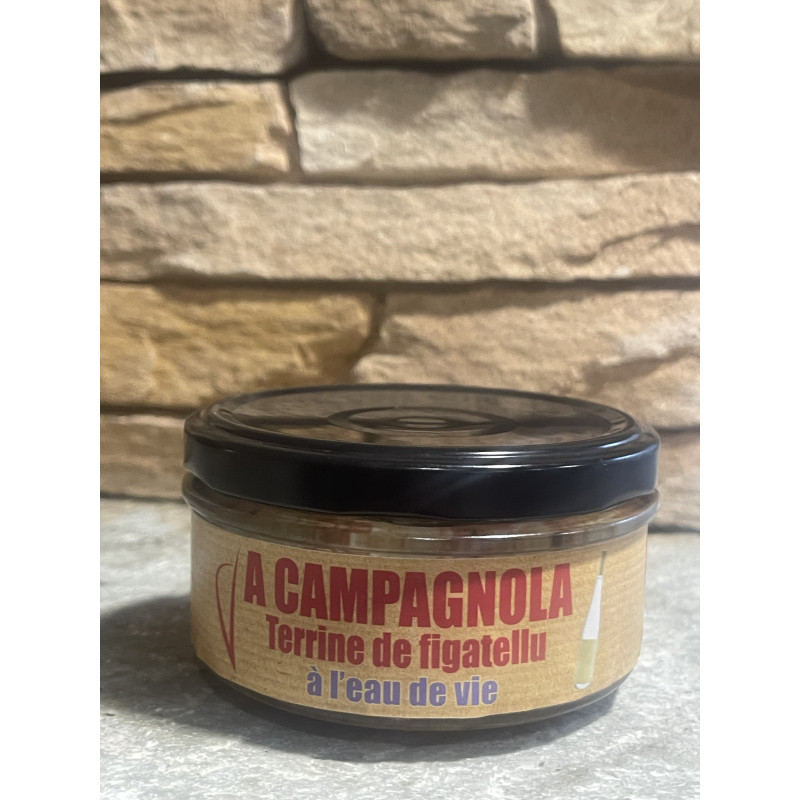 A CAMPAGNOLA
Terrine de figatellu
à l'eau de vie